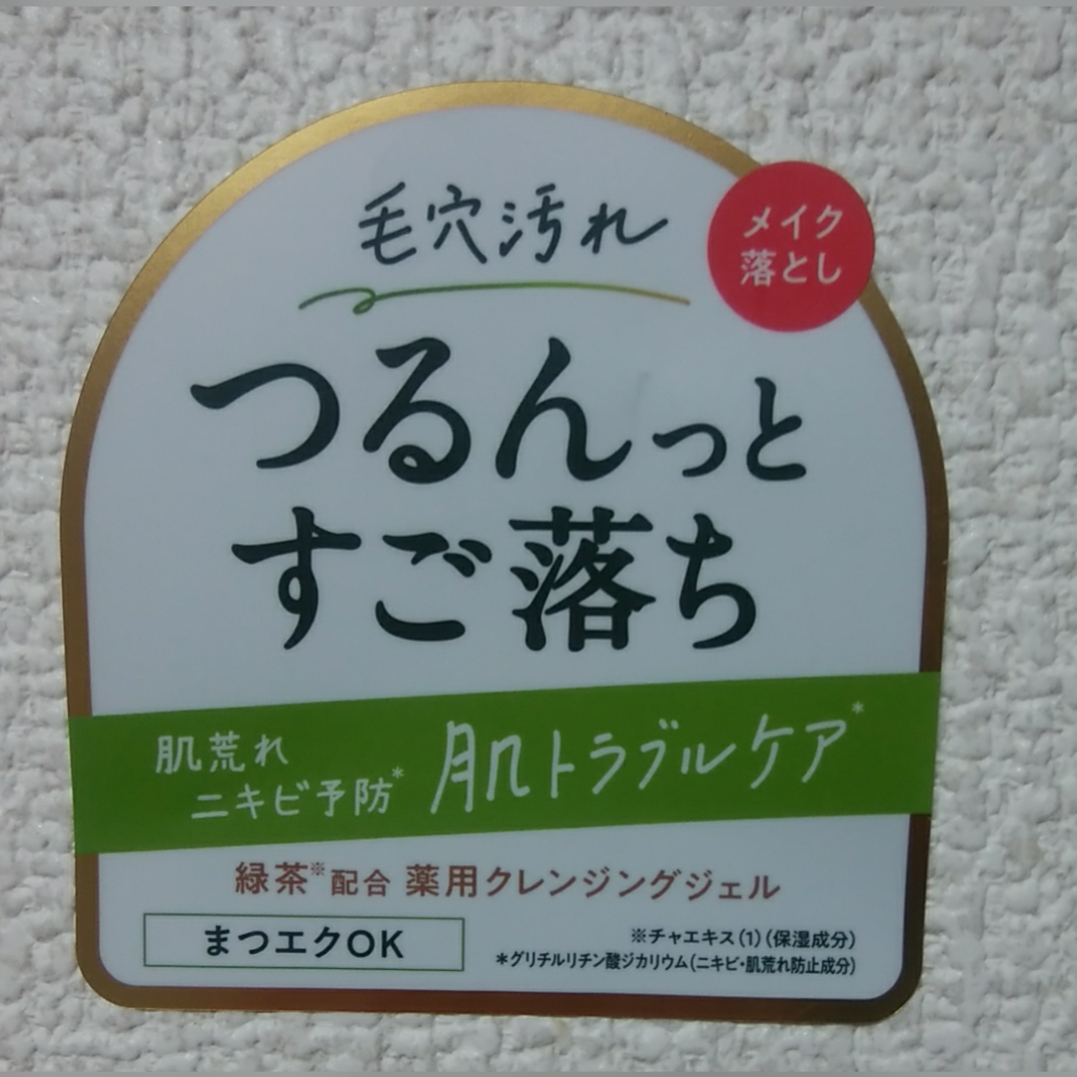 毛穴汚れ
メイク
落とし
つるんっと
すご落ち
肌荒れ
ニキビ予防*
肌トラブルケア*
緑茶※配合 薬用クレンジングジェル
まつエクOK
※チャエキス(1)(保湿成分)
*グリチルリチン酸ジカリウム(ニキビ・肌荒れ防止成分)